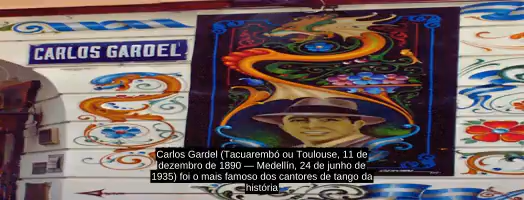 CARLOS GARDEL
Carlos Gardel (Tacuarembó ou Toulouse, 11 de
dezembro de 1890 — Medellín, 24 de junho de
1935) foi o mais famoso dos cantores de tango da
história